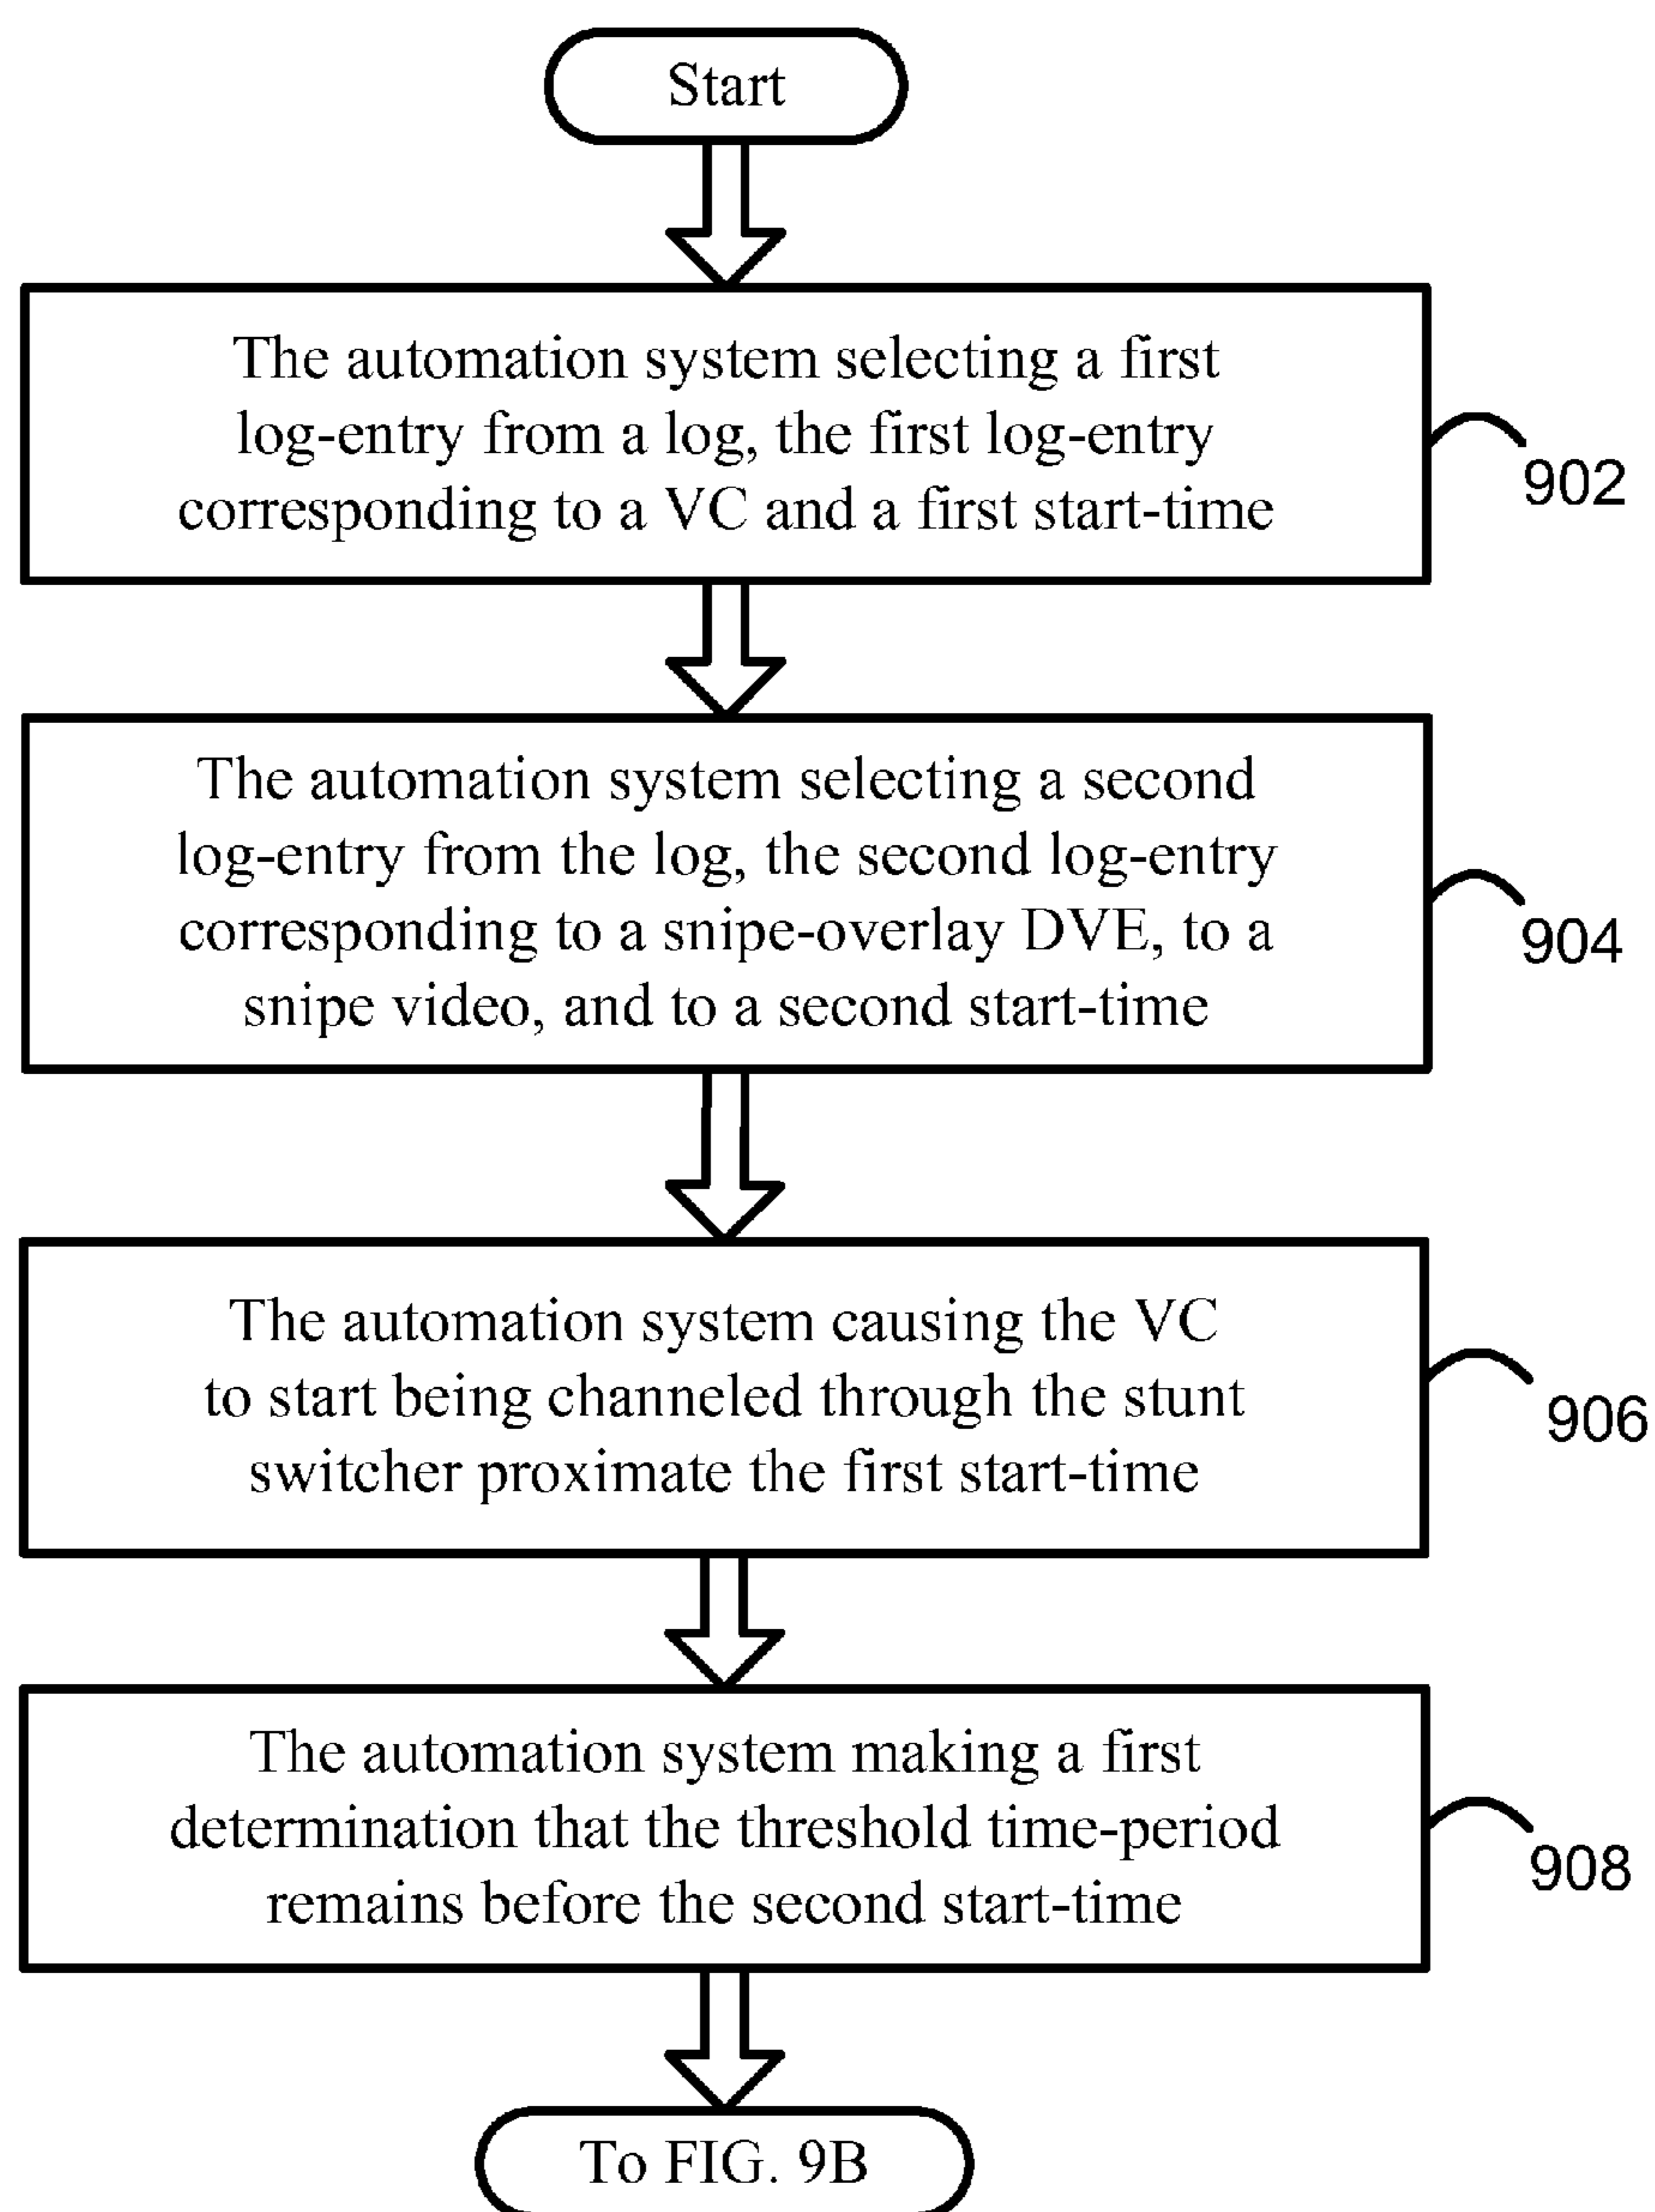 Start
The automation system selecting a first
log-entry from a log, the first log-entry
corresponding to a VC and a first start-time
902
The automation system selecting a second
log-entry from the log, the second log-entry
corresponding to a snipe-overlay DVE, to a
snipe video, and to a second start-time
904
The automation system causing the VC
to start being channeled through the stunt
switcher proximate the first start-time
906
The automation system making a first
determination that the threshold time-period
remains before the second start-time
908
To FIG. 9B